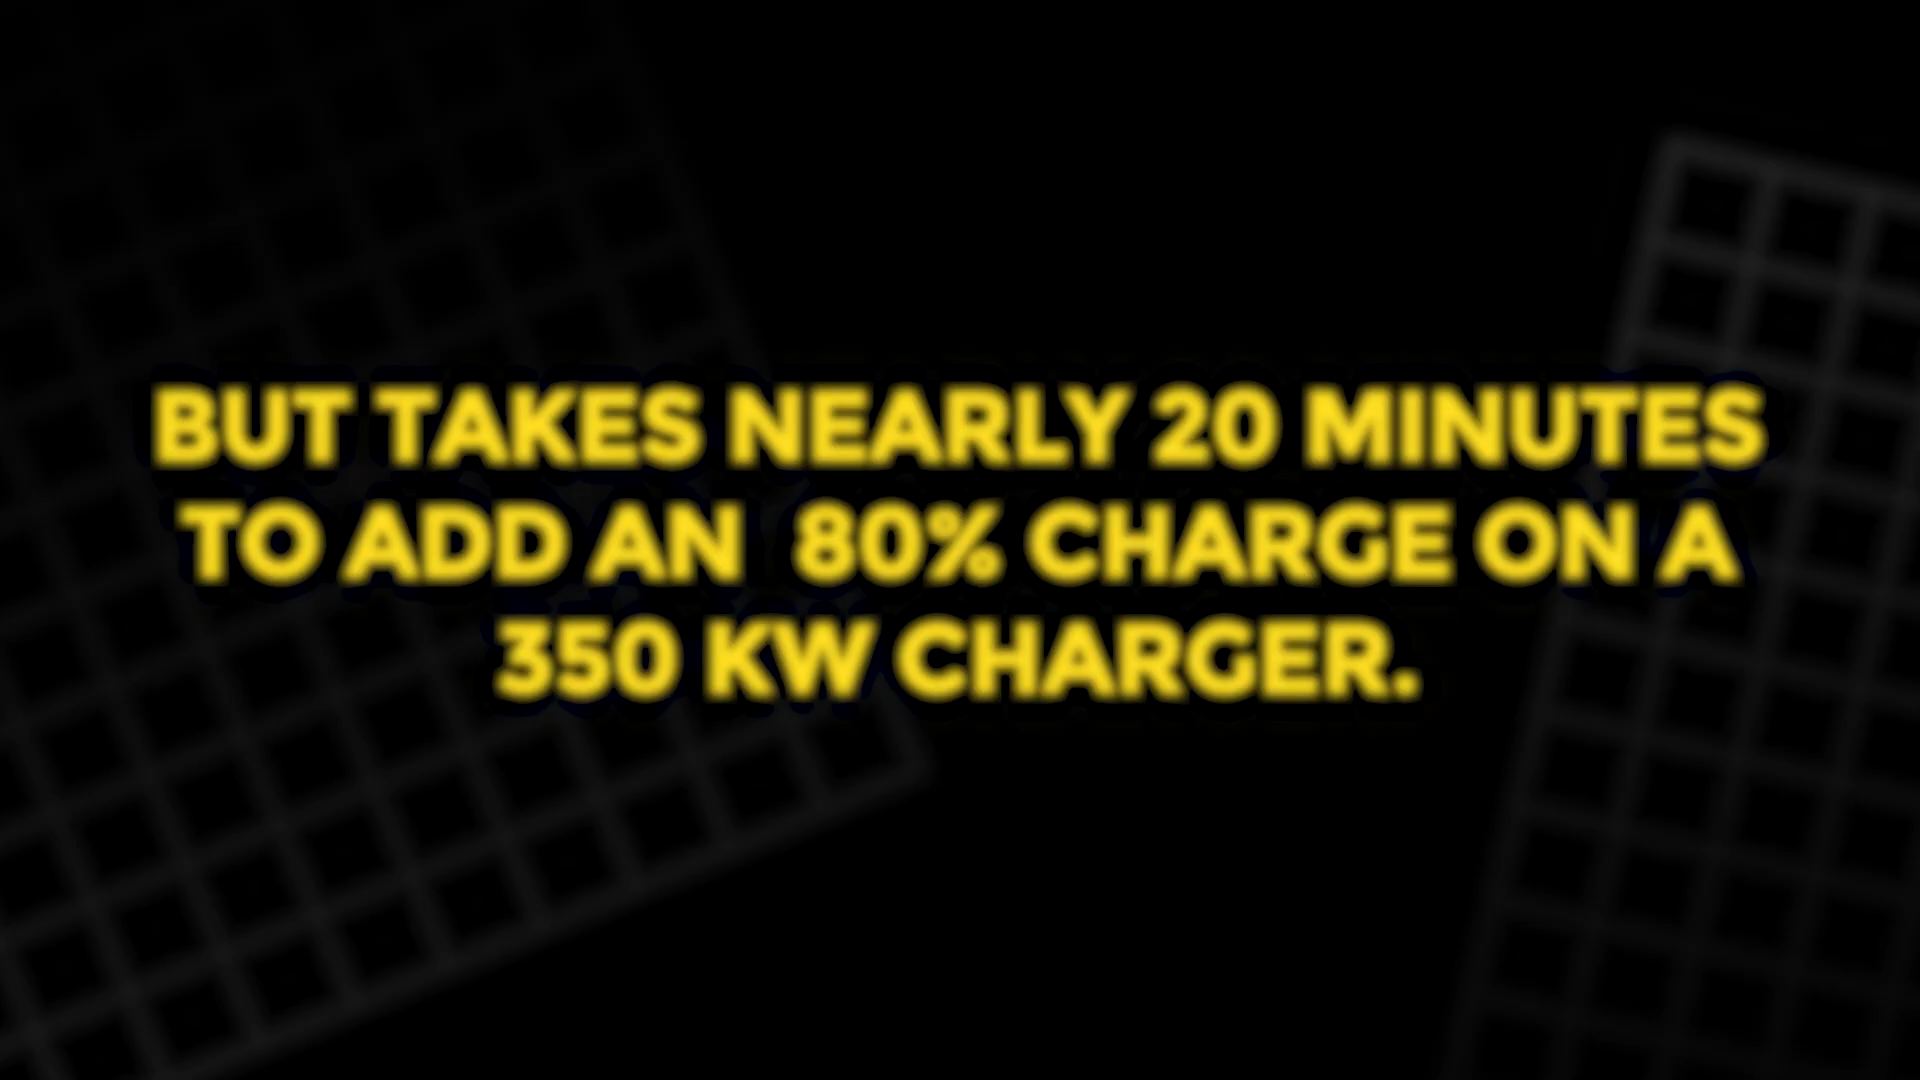 BUT TAKES NEARLY 20 MINUTES
TO ADD AN  80% CHARGE ON A
350 KW CHARGER.